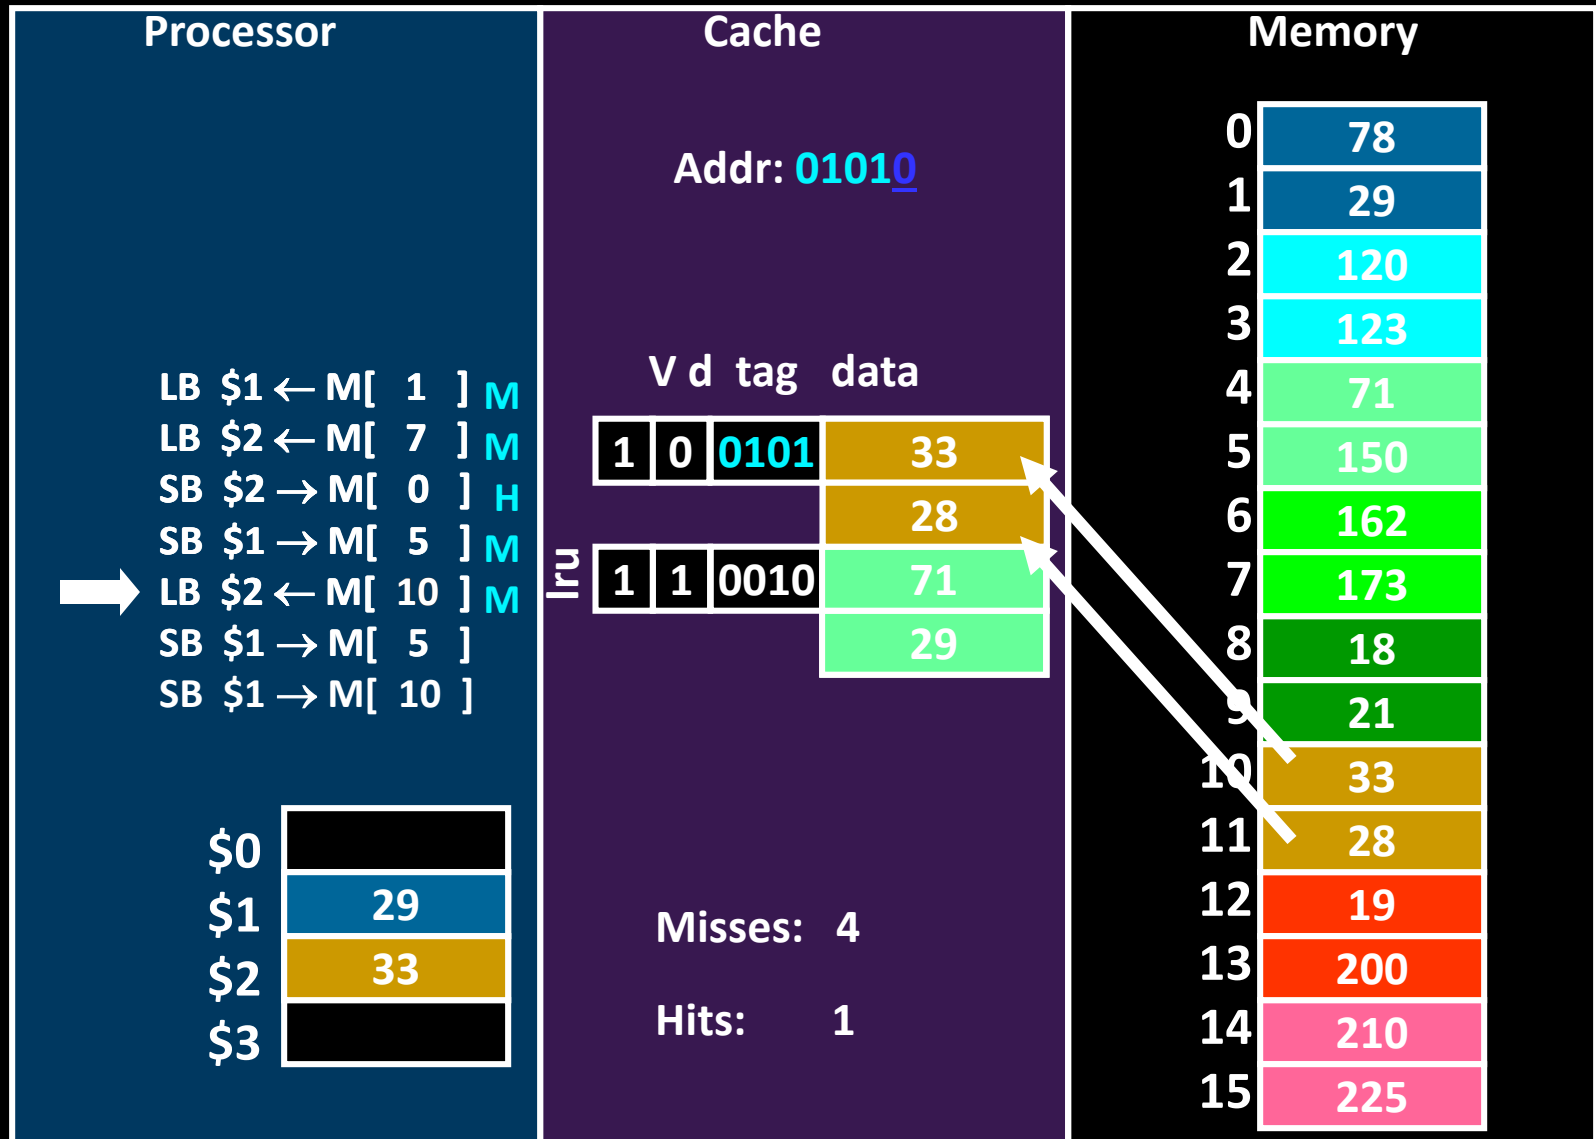 Processor
LB $1 ← M[ 1 ] M
LB $2 ← M[ 7 ] M
SB $2 → M[ 0 ] H
SB $1 → M[ 5 ] M
LB $2 ← M[ 10 ] M
SB $1 → M[ 5 ]
SB $1 → M[ 10 ]
$0
$1 29
$2 33
$3
Cache
Addr: 01010
V d tag data
1 0 0101 33
28
lru
1 1 0010 71
29
Misses: 4
Hits: 1
Memory
0 78
1 29
2 120
3 123
4 71
5 150
6 162
7 173
8 18
9 21
10 33
11 28
12 19
13 200
14 210
15 225